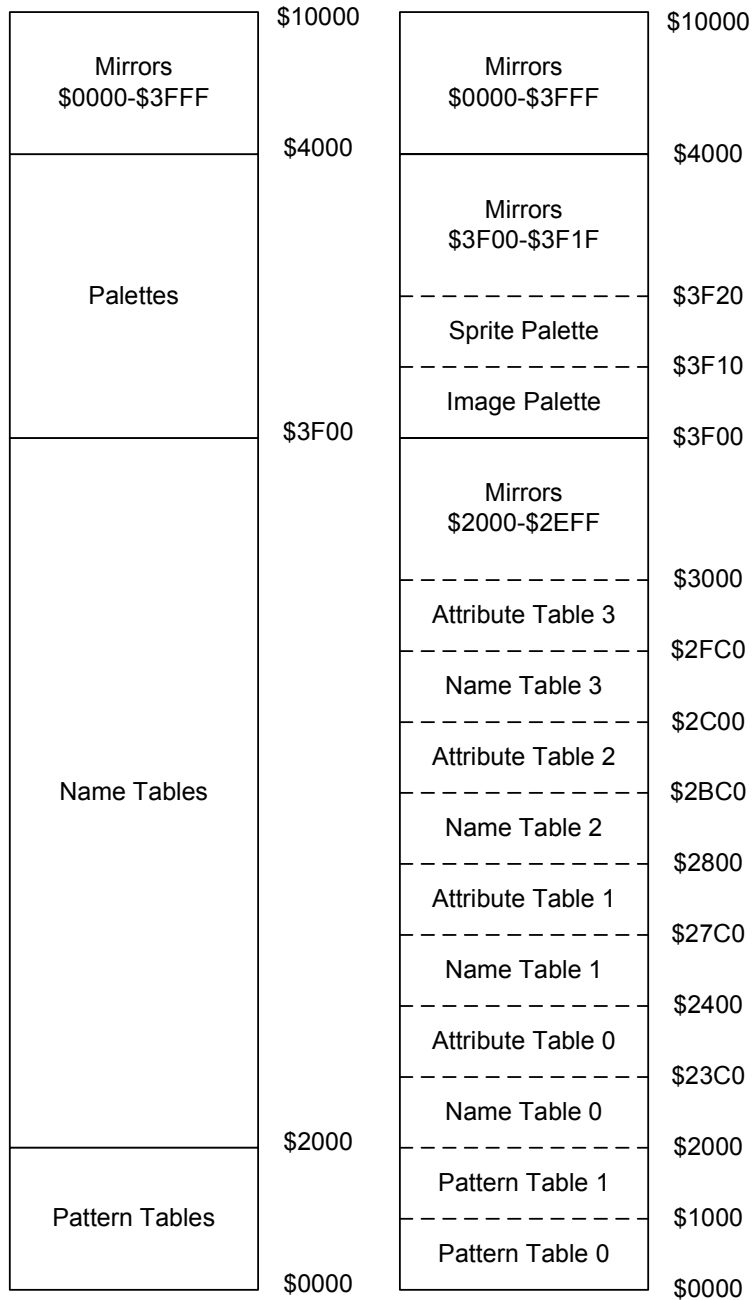 $10000
Mirrors
$0000-$3FFF
$4000
Palettes
$3F00
Name Tables
$2000
Pattern Tables
$0000
$10000
Mirrors
$0000-$3FFF
$4000
Mirrors
$3F00-$3F1F
$3F20
Sprite Palette
$3F10
Image Palette
$3F00
Mirrors
$2000-$2EFF
$3000
Attribute Table 3
$2FC0
Name Table 3
$2C00
Attribute Table 2
$2BC0
Name Table 2
$2800
Attribute Table 1
$27C0
Name Table 1
$2400
Attribute Table 0
$23C0
Name Table 0
$2000
Pattern Table 1
$1000
Pattern Table 0
$0000